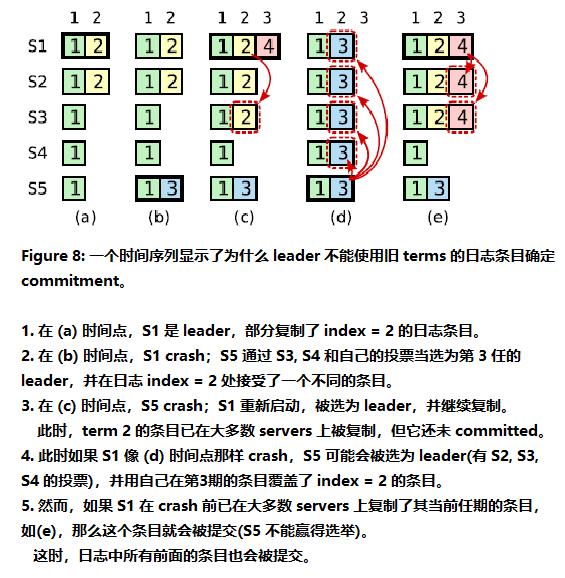 1 2 1 2 1 2 3 1 2 3 1 2 3
S1 1 2 1 2 1 2 4 1 3 1 2 4
S2 1 2 1 2 1 2 1 3 1 2 4
S3 1 1 1 2 1 3 1 2 4
S4 1 1 1 1 3 1
S5 1 1 3 1 3 1 3 1 3
(a) (b) (c) (d) (e)
Figure 8: 一个时间序列显示了为什么 leader 不能使用旧 terms 的日志条目确定
commitment。
1. 在 (a) 时间点，S1 是 leader，部分复制了 index = 2 的日志条目。
2. 在 (b) 时间点，S1 crash；S5 通过 S3, S4 和自己的投票当选为第 3 任的
leader，并在日志 index = 2 处接受了一个不同的条目。
3. 在 (c) 时间点，S5 crash；S1 重新启动，被选为 leader，并继续复制。
此时，term 2 的条目已在大多数 servers 上被复制，但它还未 committed。
4. 此时如果 S1 像 (d) 时间点那样 crash，S5 可能会被选为 leader(有 S2, S3,
S4 的投票)，并用自己在第3期的条目覆盖了 index = 2 的条目。
5. 然而，如果 S1 在 crash 前已在大多数 servers 上复制了其当前任期的条目，
如(e)，那么这个条目就会被提交(S5 不能赢得选举)。
这时，日志中所有前面的条目也会被提交。